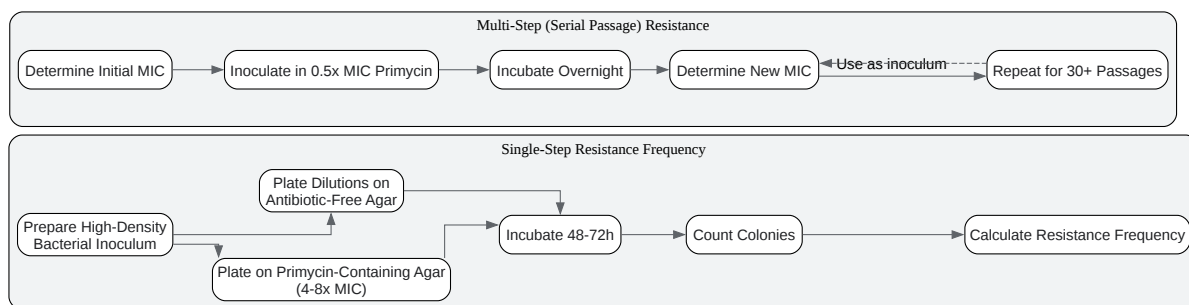 Multi-Step (Serial Passage) Resistance
Determine Initial MIC
Inoculate in 0.5x MIC Primycin
Incubate Overnight
Determine New MIC
Use as inoculum
Repeat for 30+ Passages
Single-Step Resistance Frequency
Prepare High-Density
Bacterial Inoculum
Plate Dilutions on
Antibiotic-Free Agar
Plate on Primycin-Containing Agar
(4-8x MIC)
Incubate 48-72h
Count Colonies
Calculate Resistance Frequency